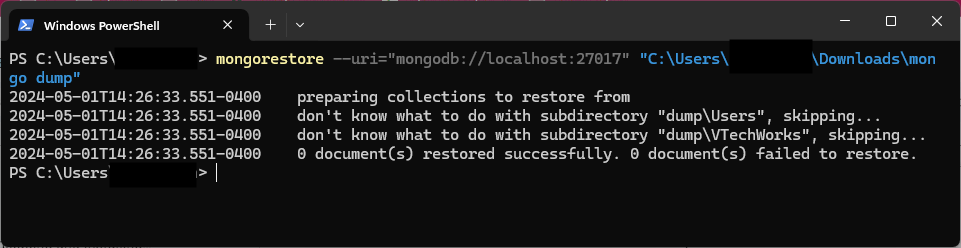 Windows PowerShell
PS C:\Users\ > mongorestore --uri="mongodb://localhost:27017" "C:\Users\ \Downloads\mon
go dump"
2024-05-01T14:26:33.551-0400 preparing collections to restore from
2024-05-01T14:26:33.551-0400 don't know what to do with subdirectory "dump\Users", skipping...
2024-05-01T14:26:33.551-0400 don't know what to do with subdirectory "dump\VTechWorks", skipping...
2024-05-01T14:26:33.551-0400 0 document(s) restored successfully. 0 document(s) failed to restore.
PS C:\Users\ >